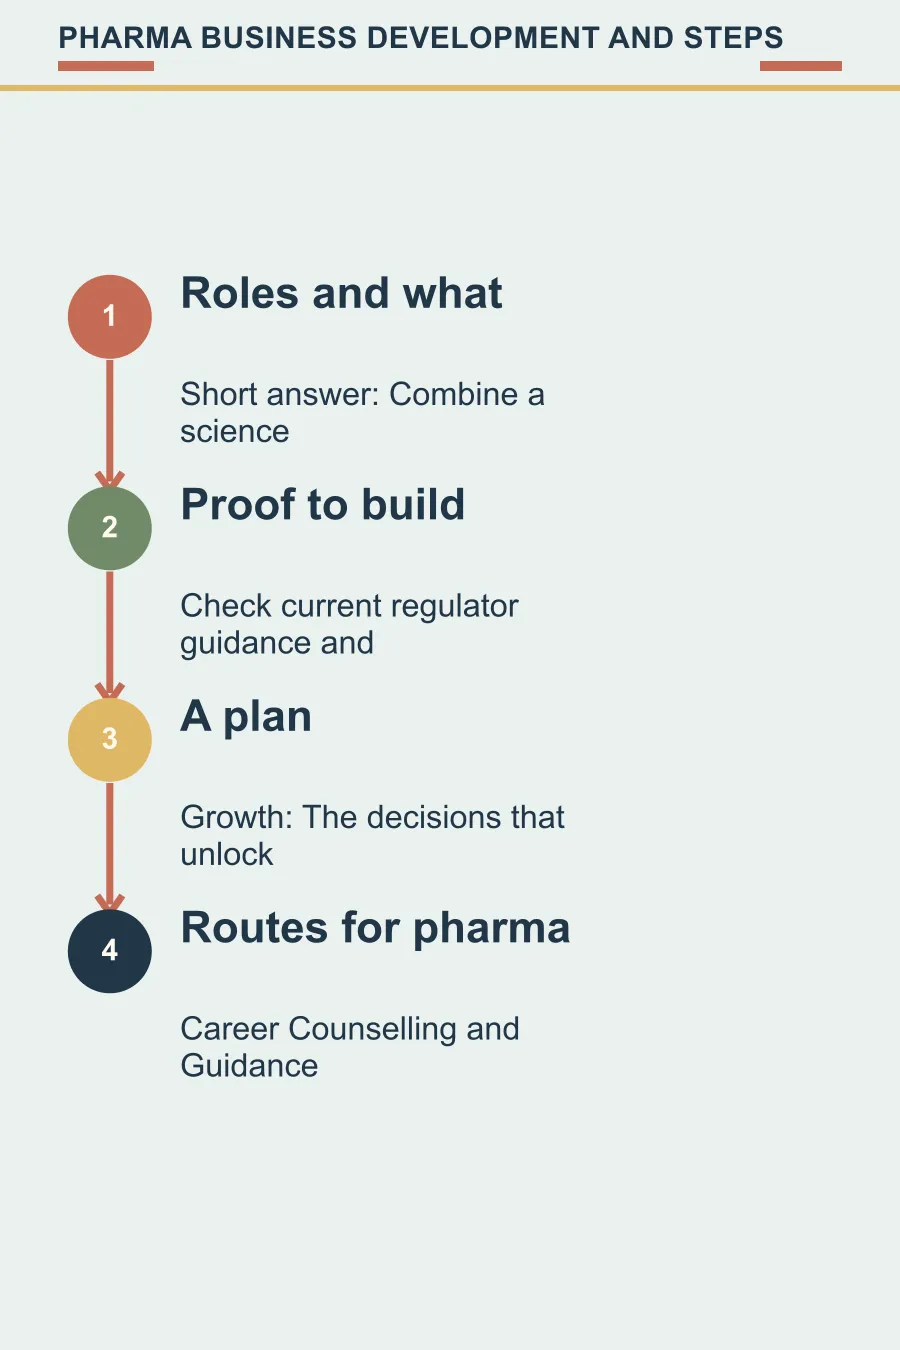 PHARMA BUSINESS DEVELOPMENT AND STEPS
1
Roles and what
Short answer: Combine a
science
2
Proof to build
Check current regulator
guidance and
3
A plan
Growth: The decisions that
unlock
4
Routes for pharma
Career Counselling and
Guidance